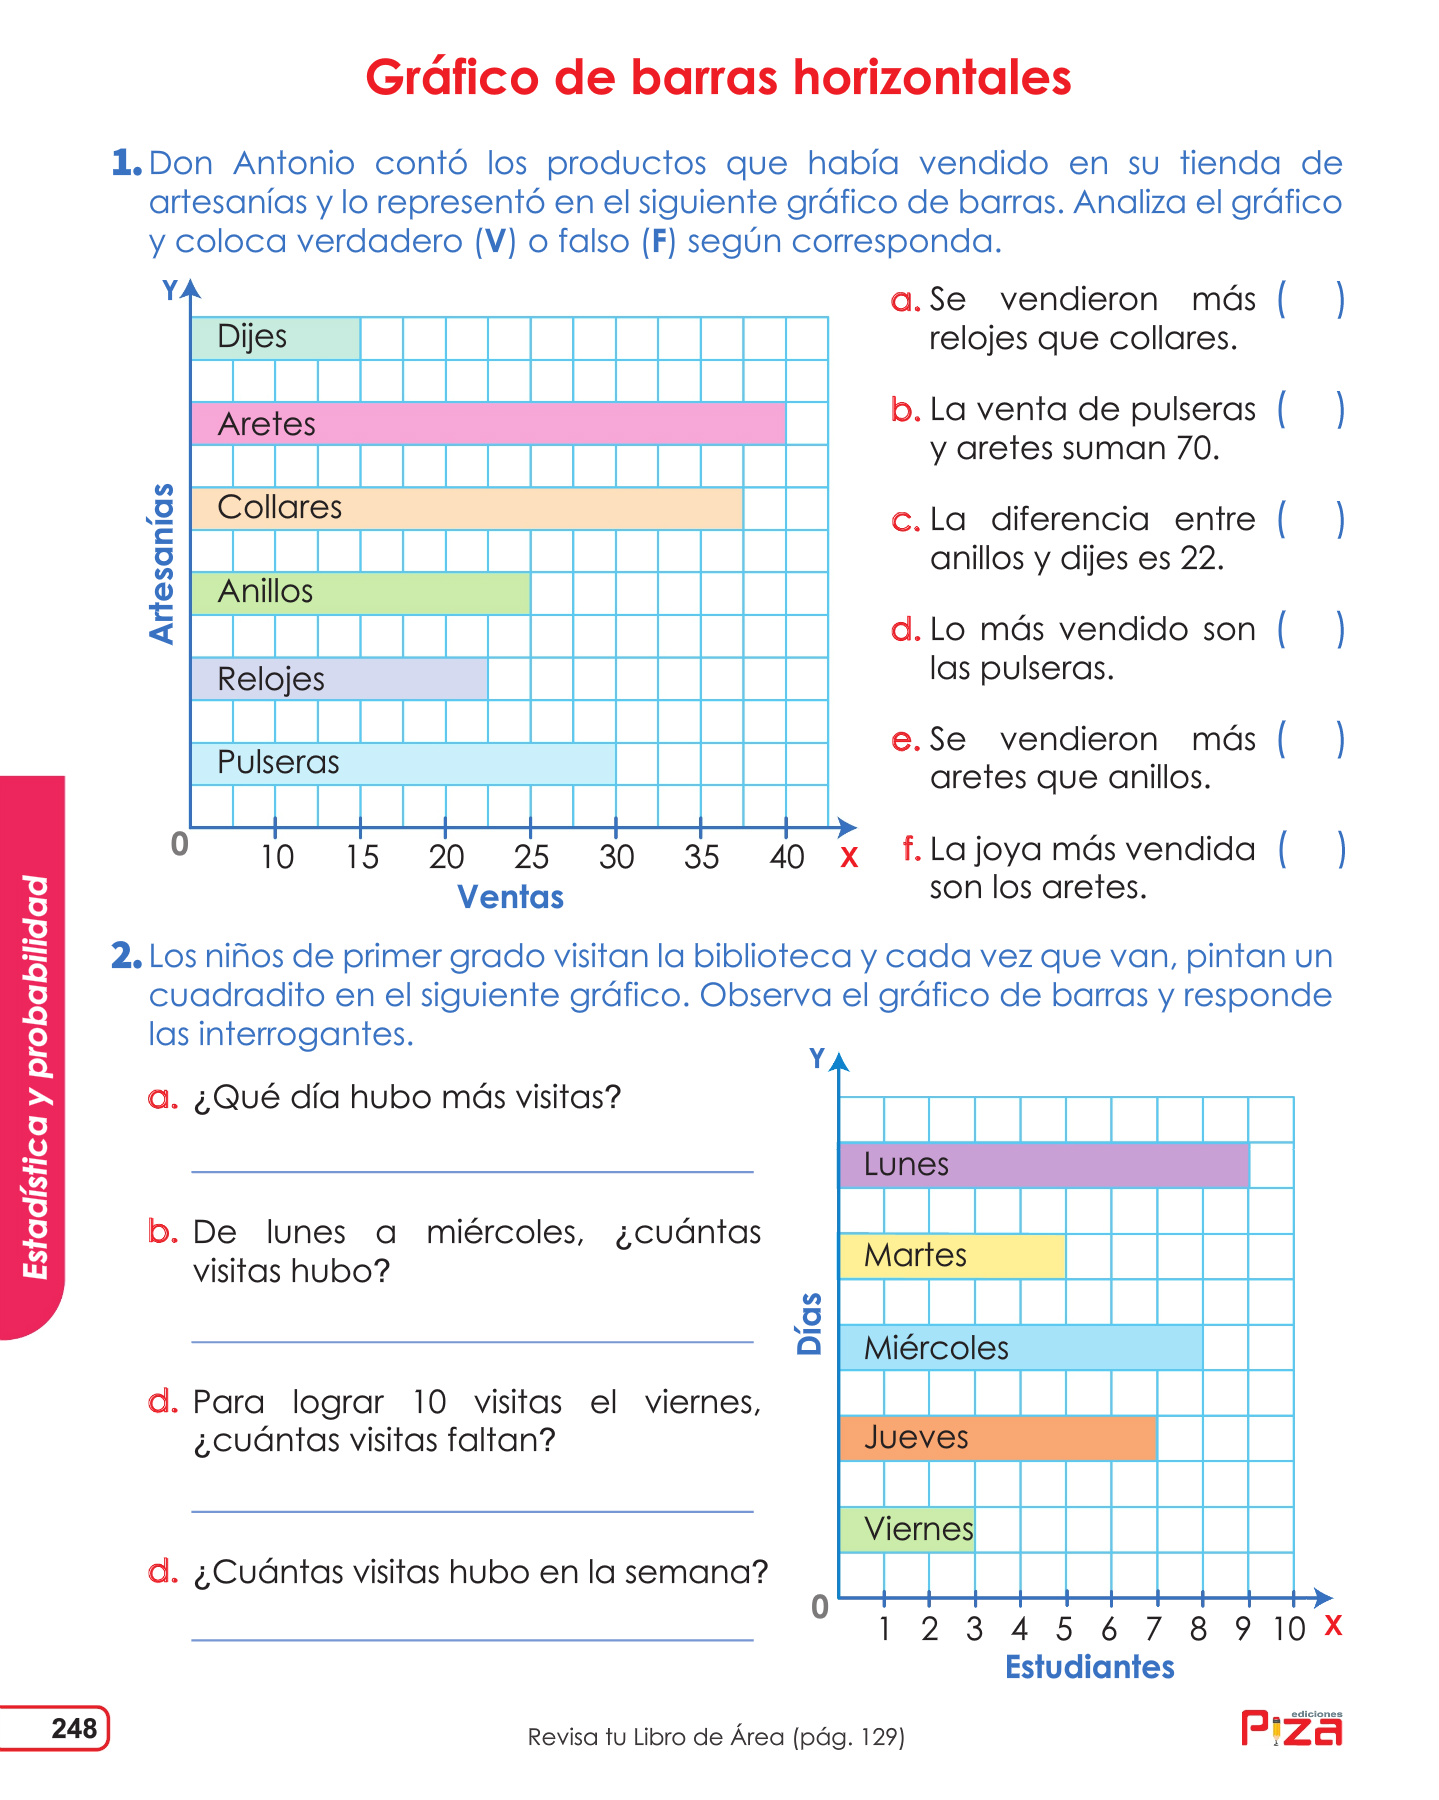 Gráfico de barras horizontales
1. Don Antonio contó los productos que había vendido en su tienda de
artesanías y lo representó en el siguiente gráfico de barras. Analiza el gráfico
y coloca verdadero (V) o falso (F) según corresponda.
Y
Dijes
Aretes
Collares
Anillos
Relojes
Pulseras
Artesanías
0
10 15 20 25 30 35 40 X
Ventas
a. Se vendieron más ( )
relojes que collares.
b. La venta de pulseras ( )
y aretes suman 70.
c. La diferencia entre ( )
anillos y dijes es 22.
d. Lo más vendido son ( )
las pulseras.
e. Se vendieron más ( )
aretes que anillos.
f. La joya más vendida ( )
son los aretes.
2. Los niños de primer grado visitan la biblioteca y cada vez que van, pintan un
cuadradito en el siguiente gráfico. Observa el gráfico de barras y responde
las interrogantes.
a. ¿Qué día hubo más visitas?
b. De lunes a miércoles, ¿cuántas
visitas hubo?
d. Para lograr 10 visitas el viernes,
¿cuántas visitas faltan?
d. ¿Cuántas visitas hubo en la semana?
Y
Lunes
Martes
Miércoles
Jueves
Viernes
Días
0
1 2 3 4 5 6 7 8 9 10 X
Estudiantes
Estadística y probabilidad
248
Revisa tu Libro de Área (pág. 129)
ediciones
Piza